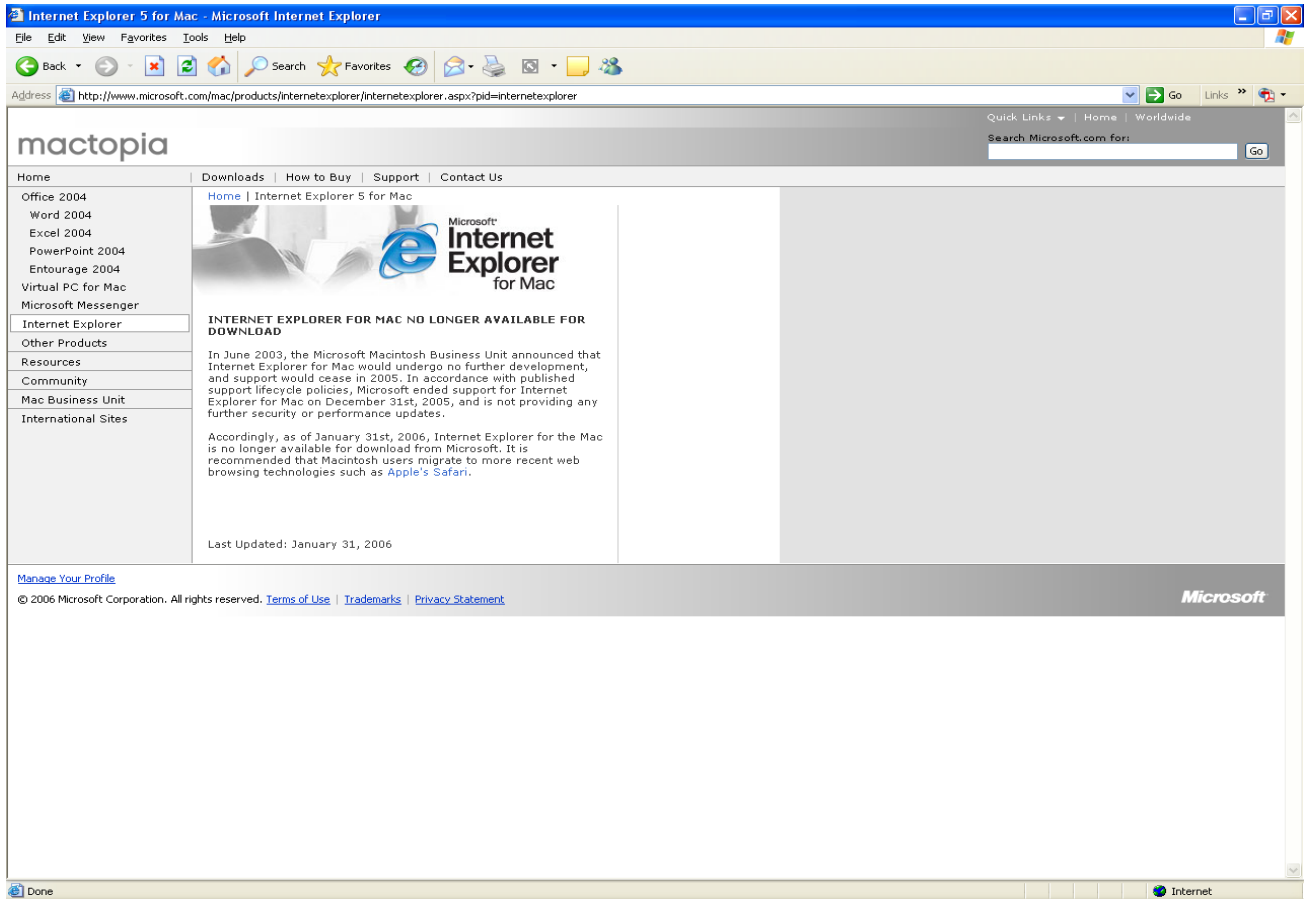 Internet Explorer 5 for Mac - Microsoft Internet Explorer
File Edit View Favorites Tools Help
Back Search Favorites
Address http://www.microsoft.com/mac/products/internetexplorer/internetexplorer.aspx?pid=internetexplorer Go Links »
Quick Links | Home | Worldwide
mactopia
Search Microsoft.com for:
Go
Home | Downloads | How to Buy | Support | Contact Us
Office 2004
Word 2004
Excel 2004
PowerPoint 2004
Entourage 2004
Virtual PC for Mac
Microsoft Messenger
Internet Explorer
Other Products
Resources
Community
Mac Business Unit
International Sites
Home | Internet Explorer 5 for Mac
Microsoft
Internet
Explorer
for Mac
INTERNET EXPLORER FOR MAC NO LONGER AVAILABLE FOR
DOWNLOAD
In June 2003, the Microsoft Macintosh Business Unit announced that
Internet Explorer for Mac would undergo no further development,
and support would cease in 2005. In accordance with published
support lifecycle policies, Microsoft ended support for Internet
Explorer for Mac on December 31st, 2005, and is not providing any
further security or performance updates.
Accordingly, as of January 31st, 2006, Internet Explorer for the Mac
is no longer available for download from Microsoft. It is
recommended that Macintosh users migrate to more recent web
browsing technologies such as Apple's Safari.
Last Updated: January 31, 2006
Manage Your Profile
© 2006 Microsoft Corporation. All rights reserved. Terms of Use | Trademarks | Privacy Statement
Microsoft
Done
Internet